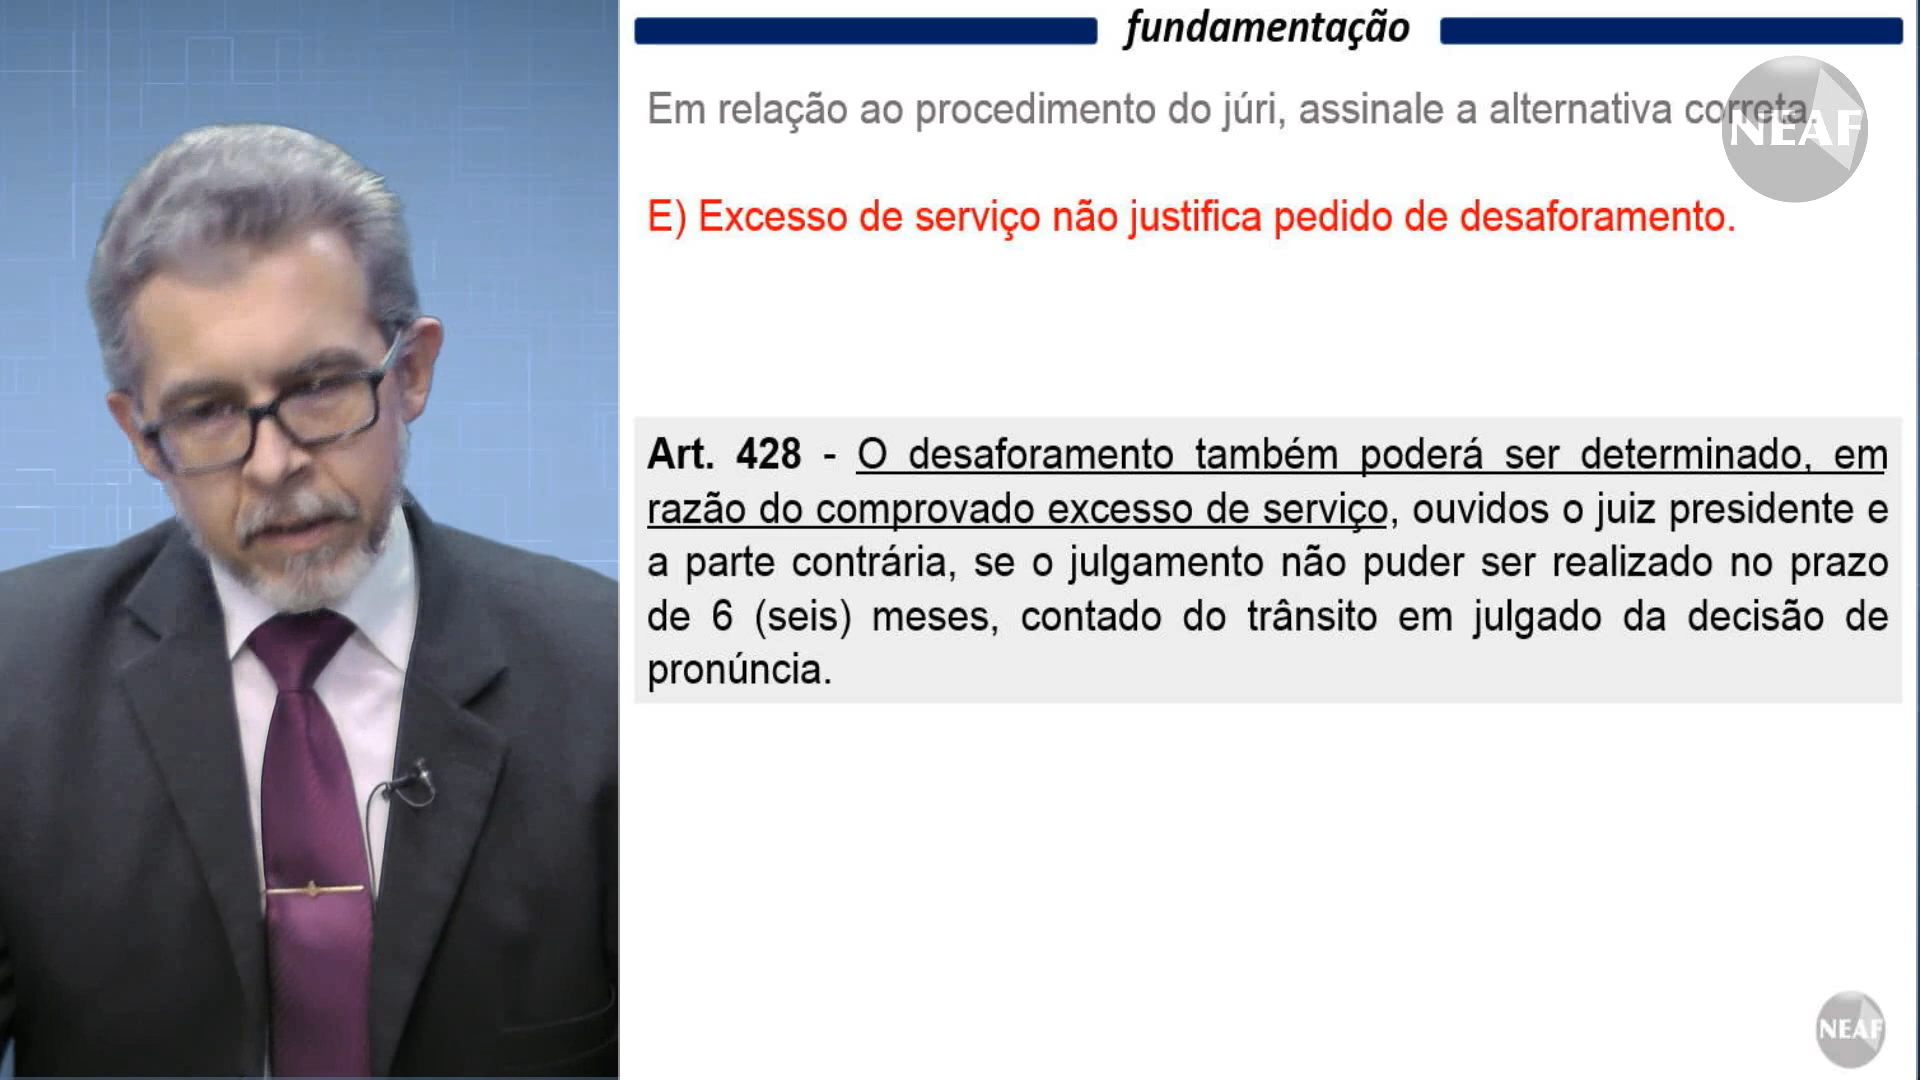 fundamentação
Em relação ao procedimento do júri, assinale a alternativa correta.
NEAF
E) Excesso de serviço não justifica pedido de desaforamento.
Art. 428 - O desaforamento também poderá ser determinado, em
razão do comprovado excesso de serviço, ouvidos o juiz presidente e
a parte contrária, se o julgamento não puder ser realizado no prazo
de 6 (seis) meses, contado do trânsito em julgado da decisão de
pronúncia.
NEAF